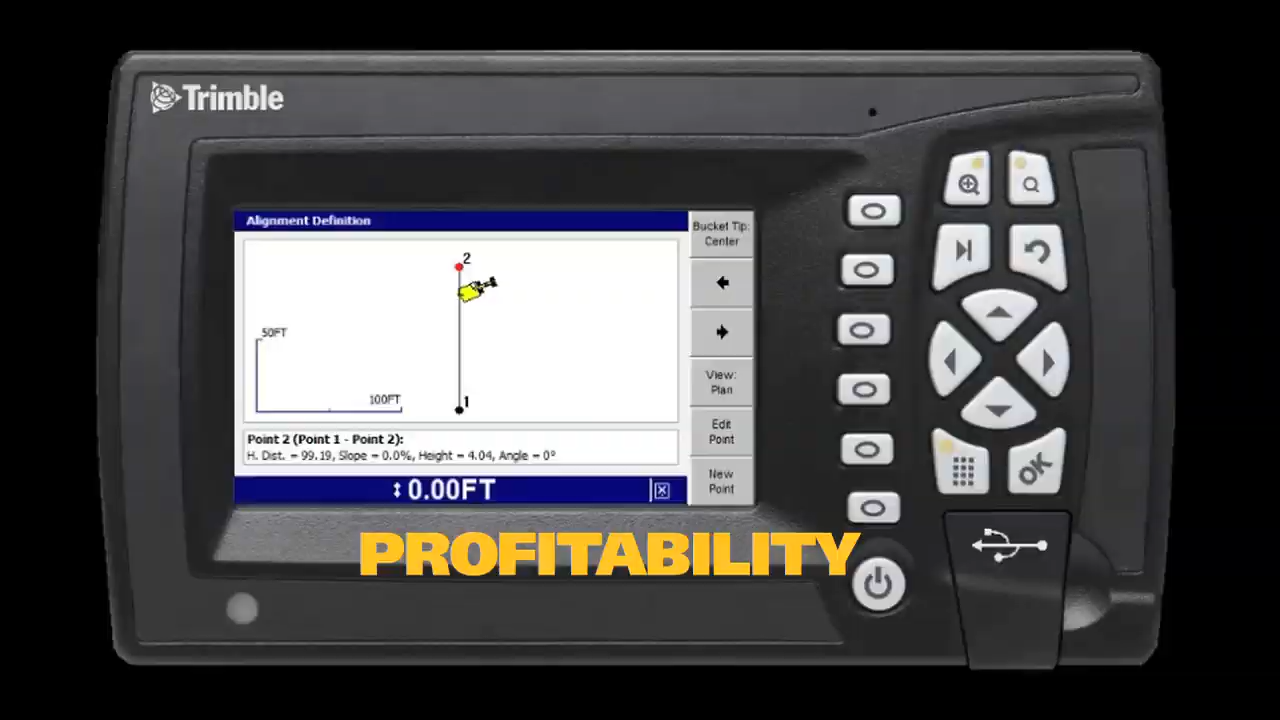 Trimble
Alignment Definition
2
50FT
100FT
1
Point 2 (Point 1 - Point 2):
H. Dist. = 99.19, Slope = 0.0%, Height = 4.04, Angle = 0°
0.00FT
Bucket Tip:
Center
View:
Plan
Edit
Point
New
Point
OK
PROFITABILITY